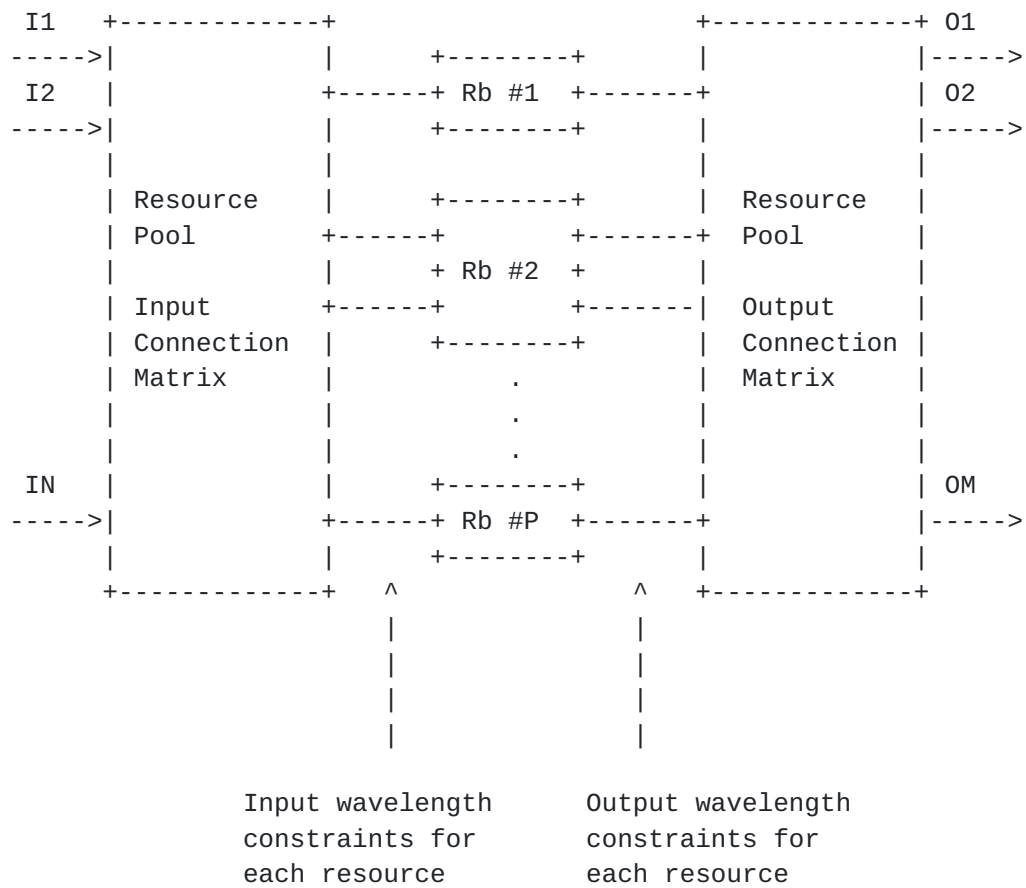 I1   +-------------+                       +-------------+ O1
----->|             |      +--------+       |             |----->
I2   |             +------+ Rb #1  +-------+             | O2
----->|             |      +--------+       |             |----->
      |             |                       |             |
      | Resource    |      +--------+       |  Resource   |
      | Pool        +------+        +-------+  Pool       |
      |             |      + Rb #2  +       |             |
      | Input       +------+        +-------|  Output     |
      | Connection  |      +--------+       |  Connection |
      | Matrix      |           .           |  Matrix     |
      |             |           .           |             |
      |             |           .           |             |
IN   |             |      +--------+       |             | OM
----->|             +------+ Rb #P  +-------+             |----->
      |             |      +--------+       |             |
      +-------------+   ^              ^   +-------------+
                        |              |
                        |              |
                        |              |
                        |              |
Input wavelength      Output wavelength
constraints for       constraints for
each resource         each resource